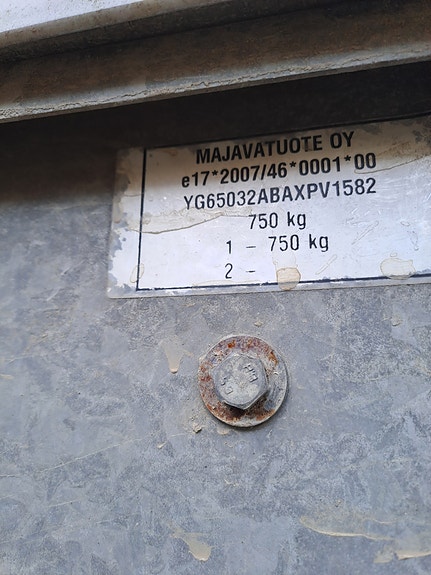 MAJAVATUOTE OY
e17*2007/46*0001*00
YG65032ABAXPV1582
750 kg
1 - 750 kg
2 -